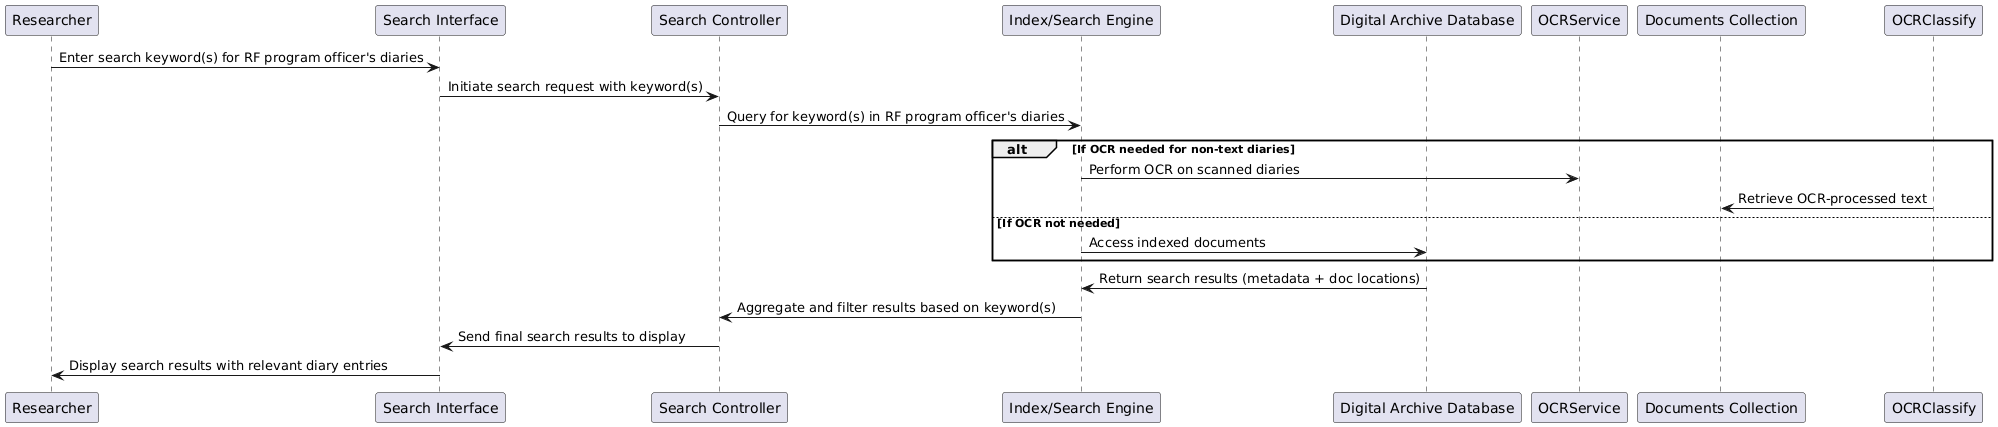 Researcher
Search Interface
Search Controller
Index/Search Engine
Digital Archive Database
OCRService
Documents Collection
OCRClassify
Enter search keyword(s) for RF program officer's diaries
Initiate search request with keyword(s)
Query for keyword(s) in RF program officer's diaries
alt
[If OCR needed for non-text diaries]
Perform OCR on scanned diaries
Retrieve OCR-processed text
[If OCR not needed]
Access indexed documents
Return search results (metadata + doc locations)
Aggregate and filter results based on keyword(s)
Send final search results to display
Display search results with relevant diary entries
Researcher
Search Interface
Search Controller
Index/Search Engine
Digital Archive Database
OCRService
Documents Collection
OCRClassify